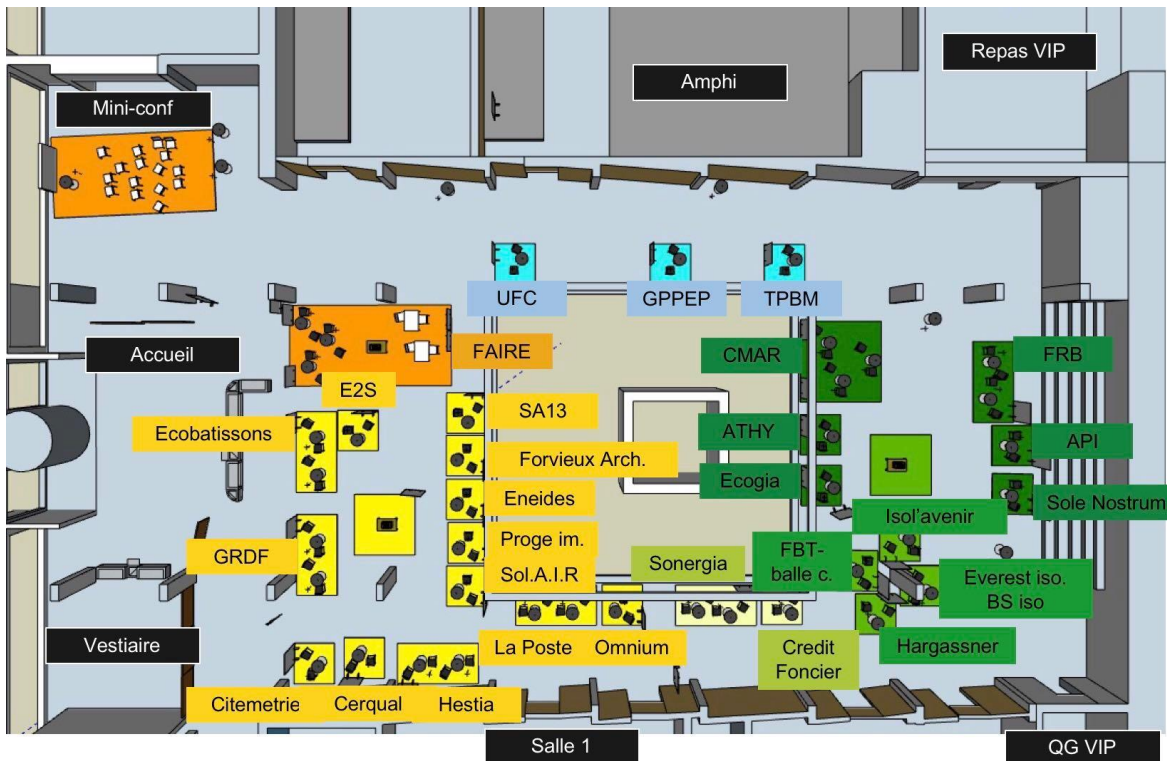 Repas VIP
Amphi
Mini-conf
UFC
GPPEP
TPBM
Accueil
FAIRE
CMAR
FRB
E2S
SA13
Ecobatissons
ATHY
API
Forvieux Arch.
Ecogia
Eneides
Sole Nostrum
Isol'avenir
Proge im.
GRDF
Sonergia
FBT-
balle c.
Sol.A.I.R
Everest iso.
BS iso
Vestiaire
La Poste Omnium
Credit
Foncier
Hargassner
Citemetrie Cerqual Hestia
Salle 1
QG VIP